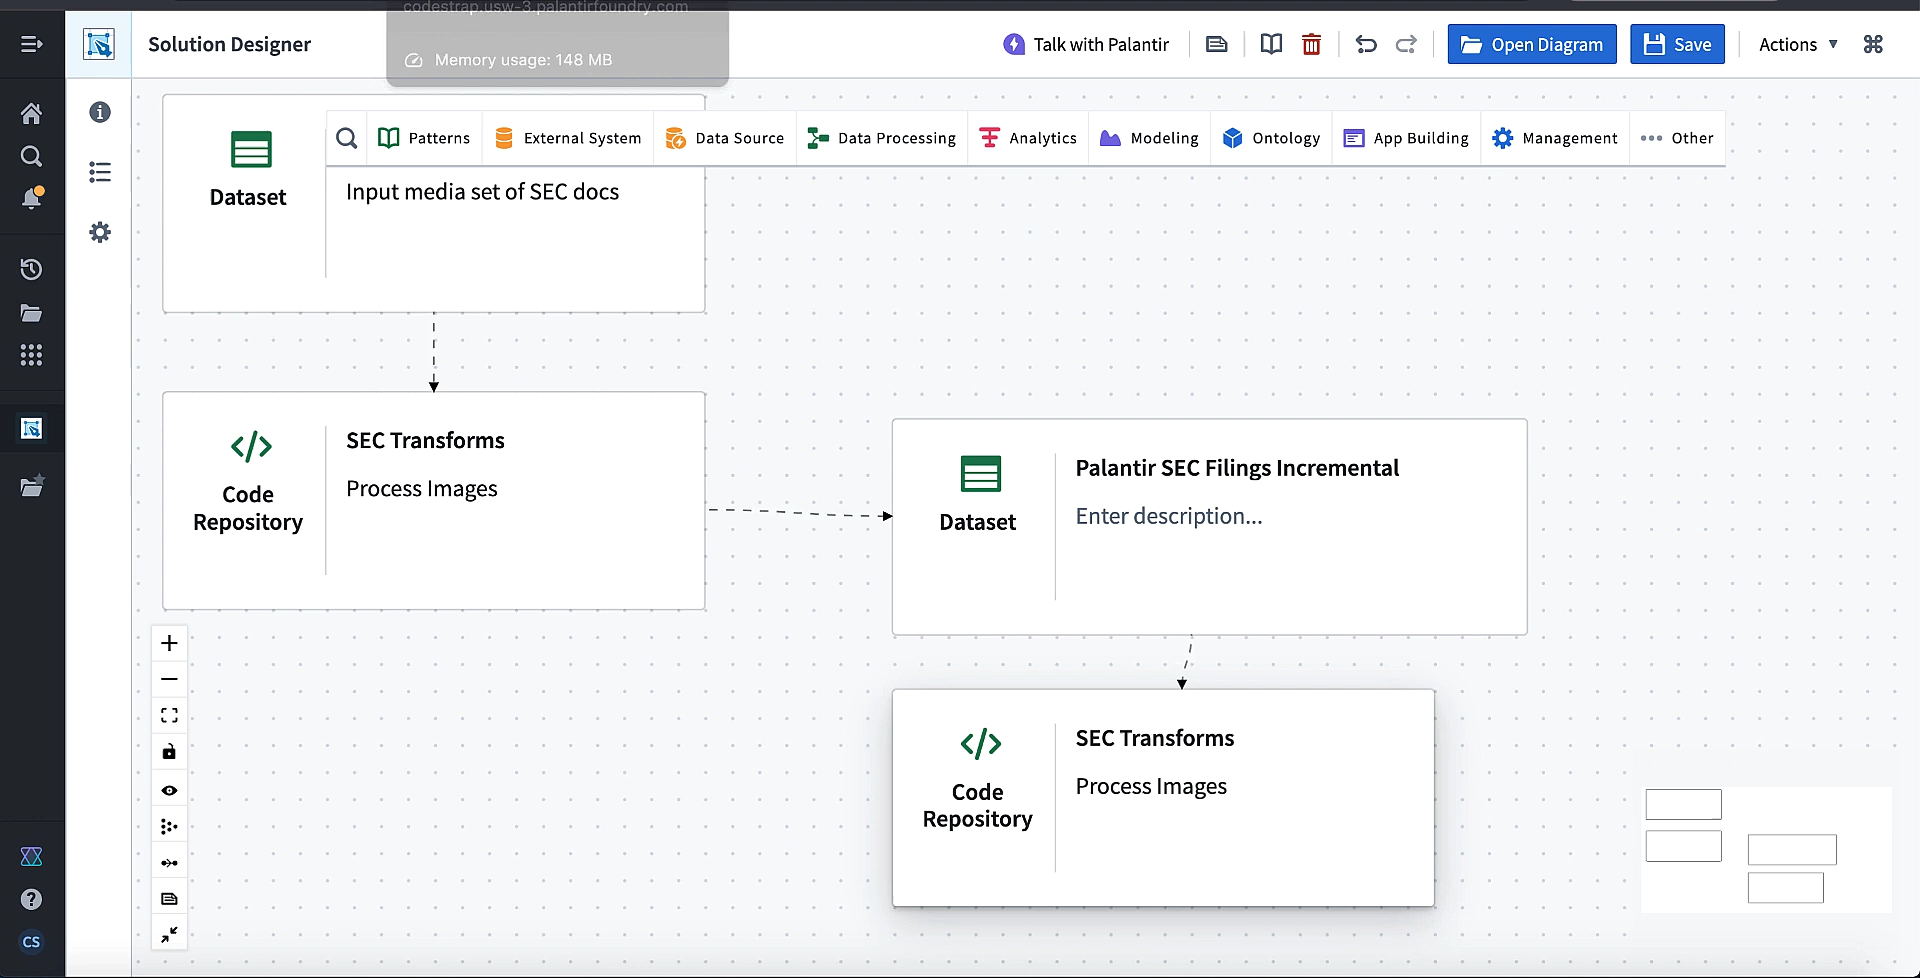 codestrap.usw-3.palantirfoundry.com
Memory usage: 148 MB
Solution Designer
Talk with Palantir
Open Diagram
Save
Actions
Patterns
External System
Data Source
Data Processing
Analytics
Modeling
Ontology
App Building
Management
Other
Dataset
Input media set of SEC docs
Code
Repository
SEC Transforms
Process Images
Dataset
Palantir SEC Filings Incremental
Enter description...
Code
Repository
SEC Transforms
Process Images
CS